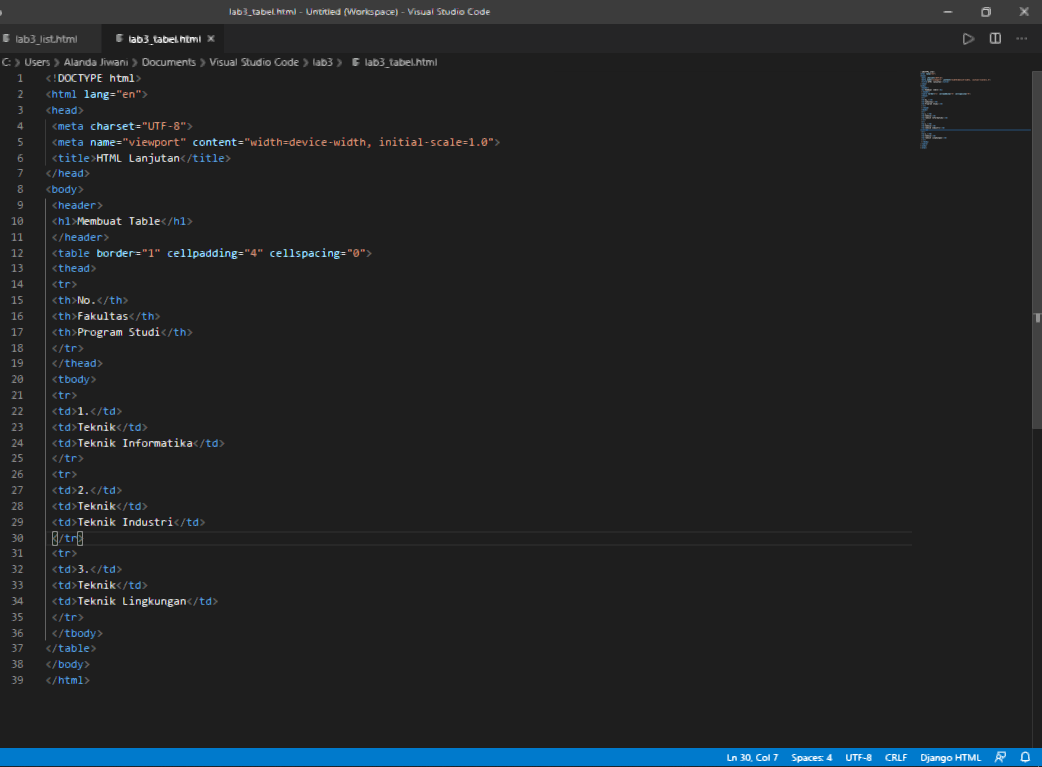 lab3_tabel.html - Untitled (Workspace) - Visual Studio Code
lab3_list.html
lab3_tabel.html
C: > Users > Alanda Jiwani > Documents > Visual Studio Code > lab3 > lab3_tabel.html
1 <!DOCTYPE html>
2 <html lang="en">
3 <head>
4 <meta charset="UTF-8">
5 <meta name="viewport" content="width=device-width, initial-scale=1.0">
6 <title>HTML Lanjutan</title>
7 </head>
8 <body>
9 <header>
10 <h1>Membuat Table</h1>
11 </header>
12 <table border="1" cellpadding="4" cellspacing="0">
13 <thead>
14 <tr>
15 <th>No.</th>
16 <th>Fakultas</th>
17 <th>Program Studi</th>
18 </tr>
19 </thead>
20 <tbody>
21 <tr>
22 <td>1.</td>
23 <td>Teknik</td>
24 <td>Teknik Informatika</td>
25 </tr>
26 <tr>
27 <td>2.</td>
28 <td>Teknik</td>
29 <td>Teknik Industri</td>
30 </tr>
31 <tr>
32 <td>3.</td>
33 <td>Teknik</td>
34 <td>Teknik Lingkungan</td>
35 </tr>
36 </tbody>
37 </table>
38 </body>
39 </html>
Ln 30, Col 7 Spaces: 4 UTF-8 CRLF Django HTML